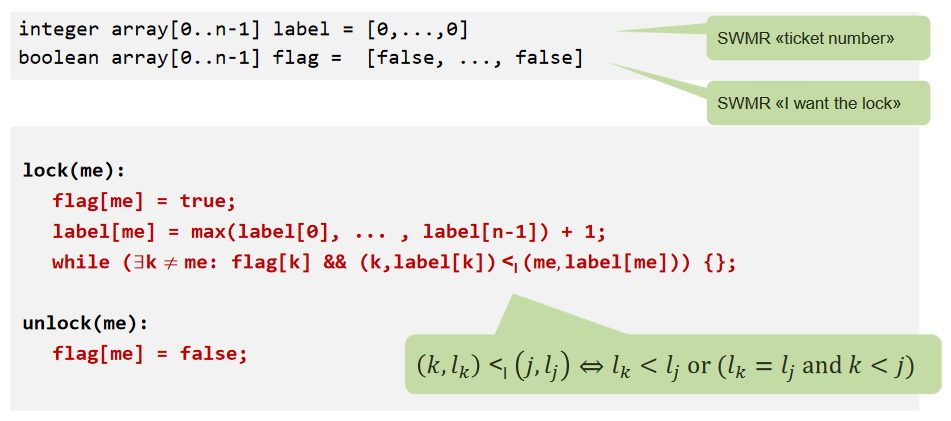 integer array[0..n-1] label = [0,...,0]
SWMR «ticket number»
boolean array[0..n-1] flag =  [false, ..., false]
SWMR «I want the lock»
lock(me):
flag[me] = true;
label[me] = max(label[0], ... , label[n-1]) + 1;
while (∃k ≠ me: flag[k] && (k,label[k]) <ₗ (me,label[me])) {};
unlock(me):
flag[me] = false;
(k, lₖ) <ₗ (j, lⱼ) ⇔ lₖ < lⱼ or (lₖ = lⱼ and k < j)